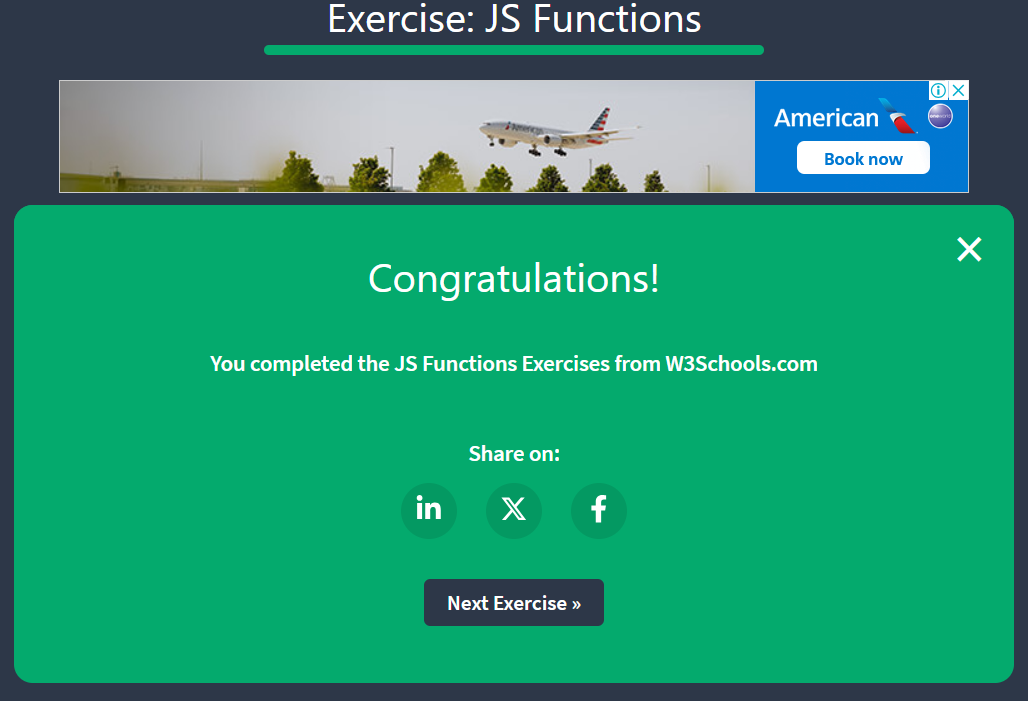 Exercise: JS Functions
American
Book now
Congratulations!
You completed the JS Functions Exercises from W3Schools.com
Share on:
Next Exercise »